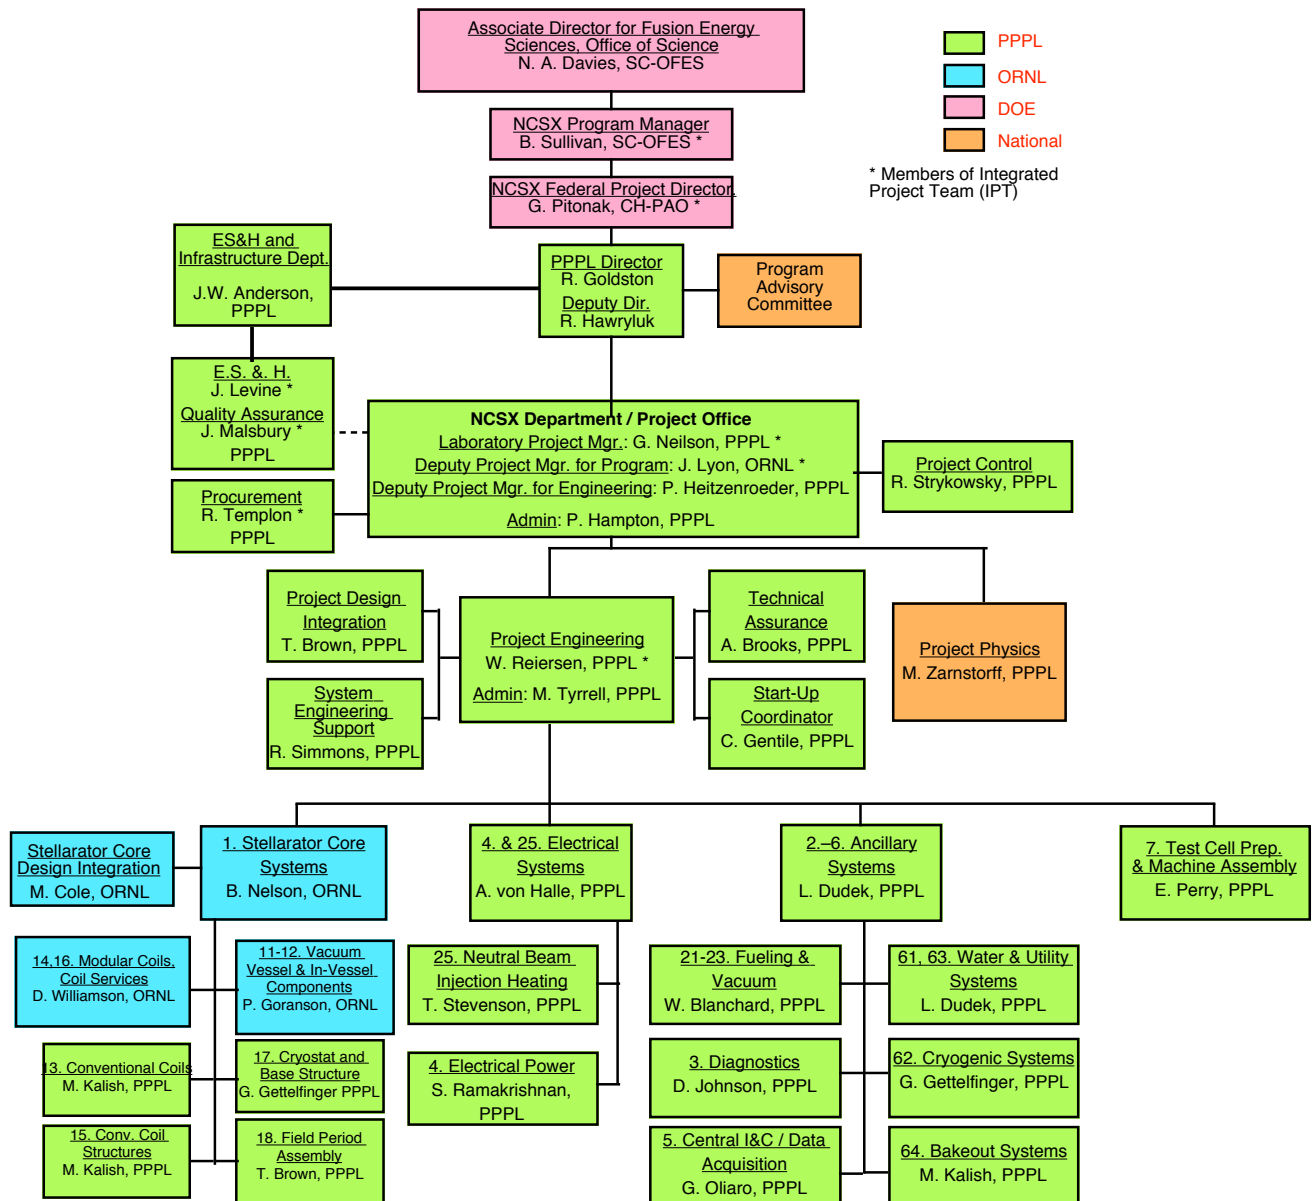 Associate Director for Fusion Energy
Sciences, Office of Science
N. A. Davies, SC-OFES
PPPL
ORNL
DOE
National
* Members of Integrated
Project Team (IPT)
NCSX Program Manager
B. Sullivan, SC-OFES *
NCSX Federal Project Director.
G. Pitonak, CH-PAO *
ES&H and
Infrastructure Dept.
J.W. Anderson,
PPPL
PPPL Director
R. Goldston
Deputy Dir.
R. Hawryluk
Program
Advisory
Committee
E.S. &. H.
J. Levine *
Quality Assurance
J. Malsbury *
PPPL
NCSX Department / Project Office
Laboratory Project Mgr.: G. Neilson, PPPL *
Deputy Project Mgr. for Program: J. Lyon, ORNL *
Deputy Project Mgr. for Engineering: P. Heitzenroeder, PPPL
Admin: P. Hampton, PPPL
Project Control
R. Strykowsky, PPPL
Procurement
R. Templon *
PPPL
Project Design
Integration
T. Brown, PPPL
Project Engineering
W. Reiersen, PPPL *
Admin: M. Tyrrell, PPPL
Technical
Assurance
A. Brooks, PPPL
Project Physics
M. Zarnstorff, PPPL
System
Engineering
Support
R. Simmons, PPPL
Start-Up
Coordinator
C. Gentile, PPPL
Stellarator Core
Design Integration
M. Cole, ORNL
1. Stellarator Core
Systems
B. Nelson, ORNL
4. & 25. Electrical
Systems
A. von Halle, PPPL
2.–6. Ancillary
Systems
L. Dudek, PPPL
7. Test Cell Prep.
& Machine Assembly
E. Perry, PPPL
14,16. Modular Coils,
Coil Services
D. Williamson, ORNL
11-12. Vacuum
Vessel & In-Vessel
Components
P. Goranson, ORNL
25. Neutral Beam
Injection Heating
T. Stevenson, PPPL
21-23. Fueling &
Vacuum
W. Blanchard, PPPL
61, 63. Water & Utility
Systems
L. Dudek, PPPL
13. Conventional Coils
M. Kalish, PPPL
17. Cryostat and
Base Structure
G. Gettelfinger PPPL
4. Electrical Power
S. Ramakrishnan,
PPPL
3. Diagnostics
D. Johnson, PPPL
62. Cryogenic Systems
G. Gettelfinger, PPPL
15. Conv. Coil
Structures
M. Kalish, PPPL
18. Field Period
Assembly
T. Brown, PPPL
5. Central I&C / Data
Acquisition
G. Oliaro, PPPL
64. Bakeout Systems
M. Kalish, PPPL